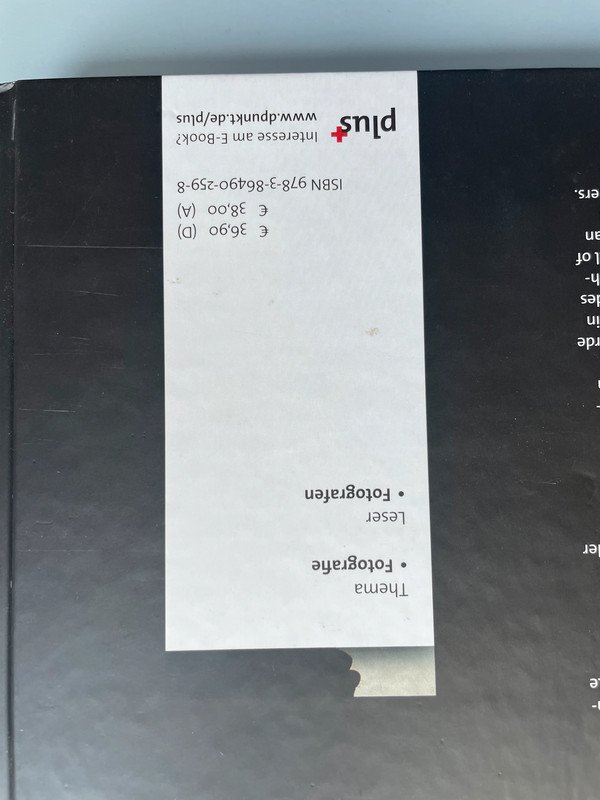 Thema
• Fotografie
Leser
• Fotografen
€ 36,90 (D)
€ 38,00 (A)
ISBN 978-3-86490-259-8
plus+
Interesse am E-Book?
www.dpunkt.de/plus